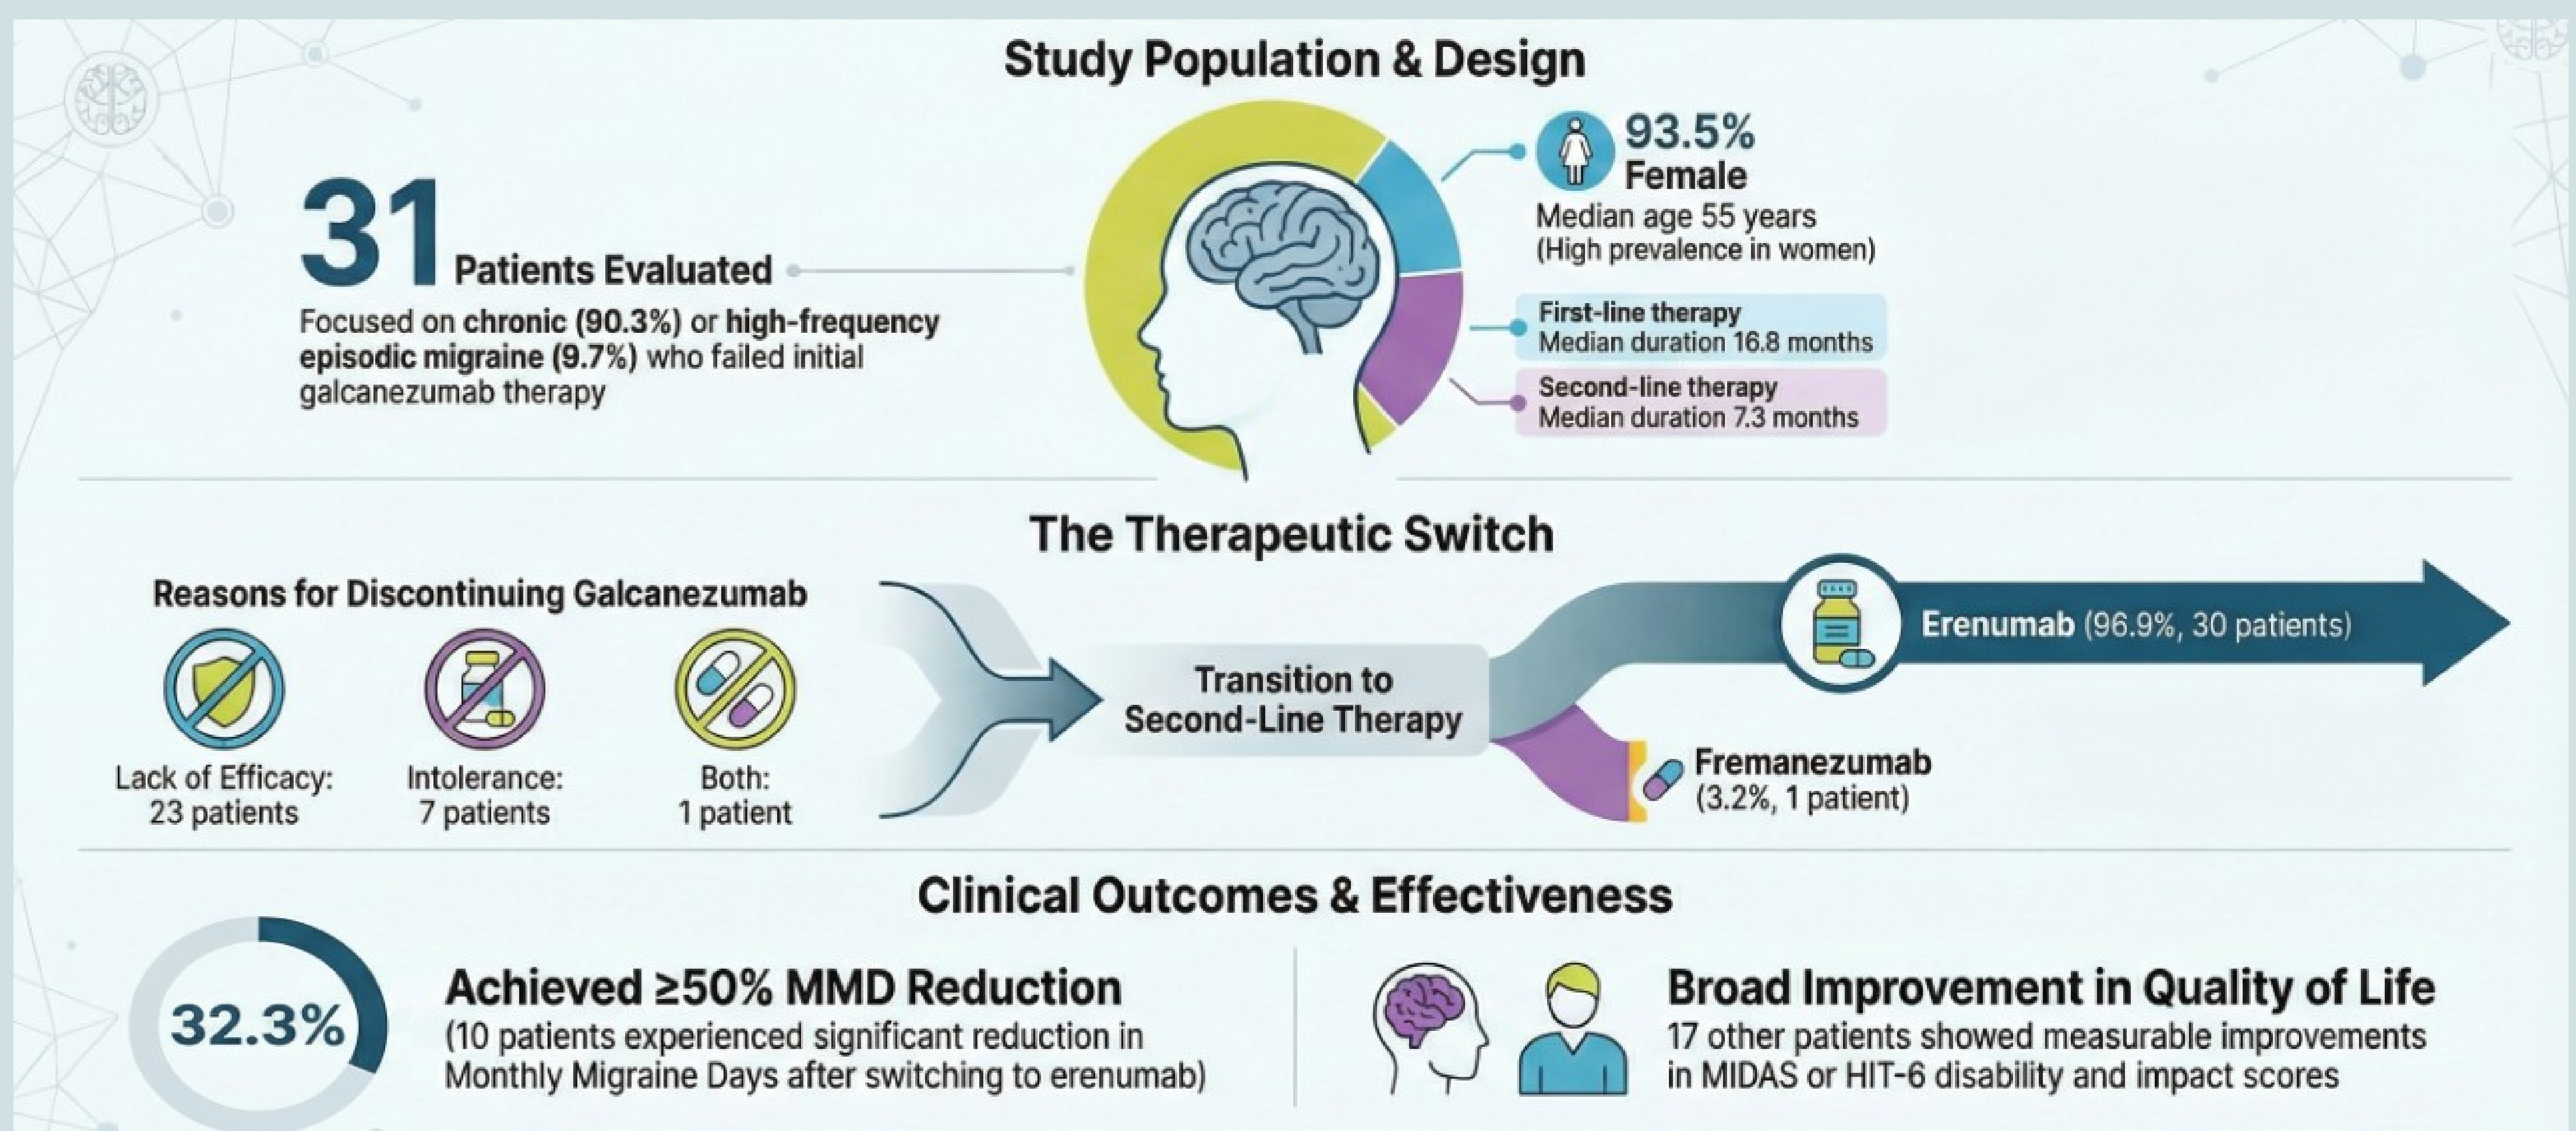 Study Population & Design
31 Patients Evaluated
Focused on chronic (90.3%) or high-frequency
episodic migraine (9.7%) who failed initial
galcanezumab therapy
93.5%
Female
Median age 55 years
(High prevalence in women)
First-line therapy
Median duration 16.8 months
Second-line therapy
Median duration 7.3 months
The Therapeutic Switch
Reasons for Discontinuing Galcanezumab
Lack of Efficacy:
23 patients
Intolerance:
7 patients
Both:
1 patient
Transition to
Second-Line Therapy
Erenumab (96.9%, 30 patients)
Fremanezumab
(3.2%, 1 patient)
Clinical Outcomes & Effectiveness
32.3%
Achieved ≥50% MMD Reduction
(10 patients experienced significant reduction in
Monthly Migraine Days after switching to erenumab)
Broad Improvement in Quality of Life
17 other patients showed measurable improvements
in MIDAS or HIT-6 disability and impact scores